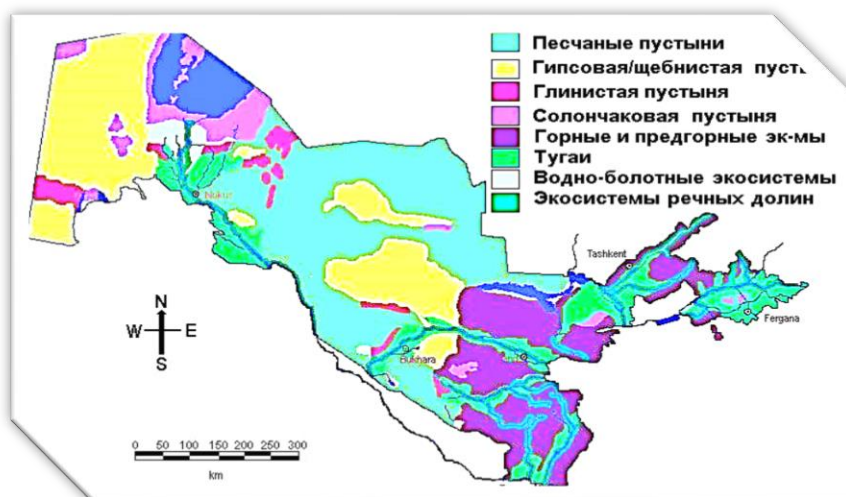 Песчаные пустыни
Гипсовая/щебнистая
Глинистая пустыня
Солончаковая пустыня
Горные и предгорные эк-мы
Тугаи
Водно-болотные экосистемы
Экосистемы речных долин
Nukus
Tashkent
Fergana
Bukhara
N
W E
S
0 50 100 150 200 250 300
km